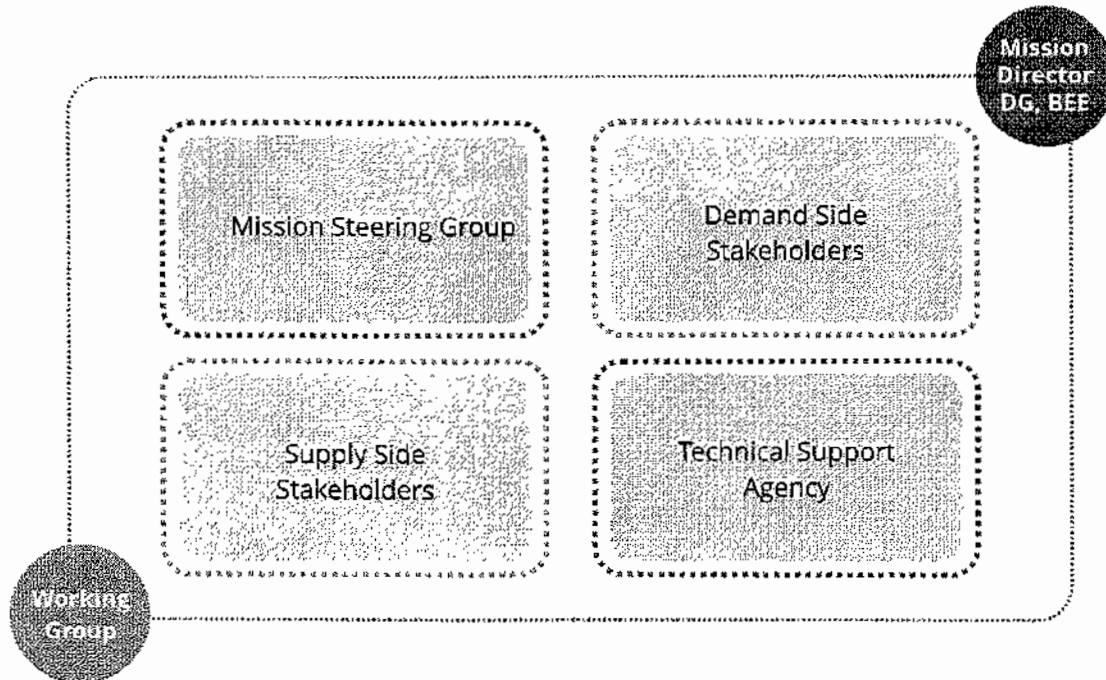 Mission
Director
DG, BEE
Mission Steering Group
Demand Side
Stakeholders
Supply Side
Stakeholders
Technical Support
Agency
Working
Group